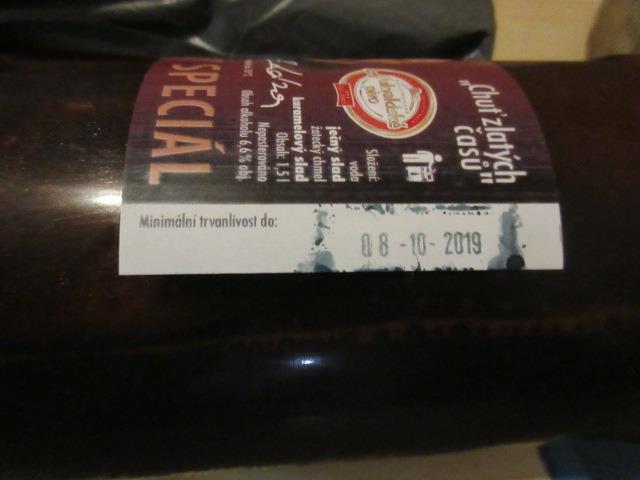 „Chuť zlatých
časů"
pivo
Složení:
voda
ječný slad
žatecký chmel
karamelový slad
Obsah: 1,5 l
Nepasterováno
Obsah alkoholu 6,6 % obj.
SPECIÁL
Minimální trvanlivost do:
08-10-2019